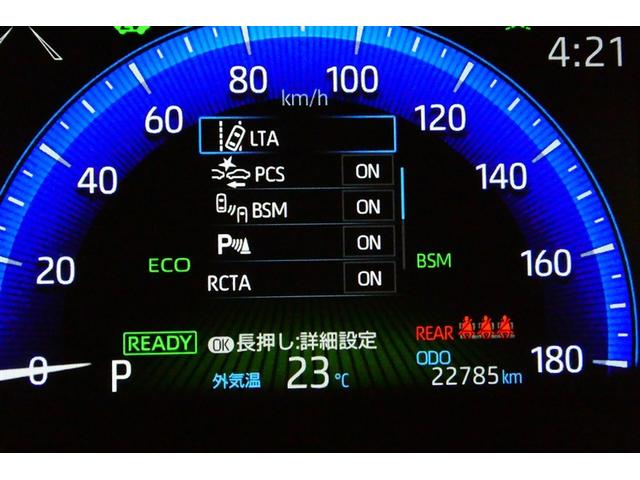 4:21
80 100
km/h
60 120
LTA
PCS ON
40 140
BSM ON
P ON
20 ECO BSM 160
RCTA ON
READY OK 長押し:詳細設定 REAR
ODO
0 P 外気温 23 ℃ 22785 km 180